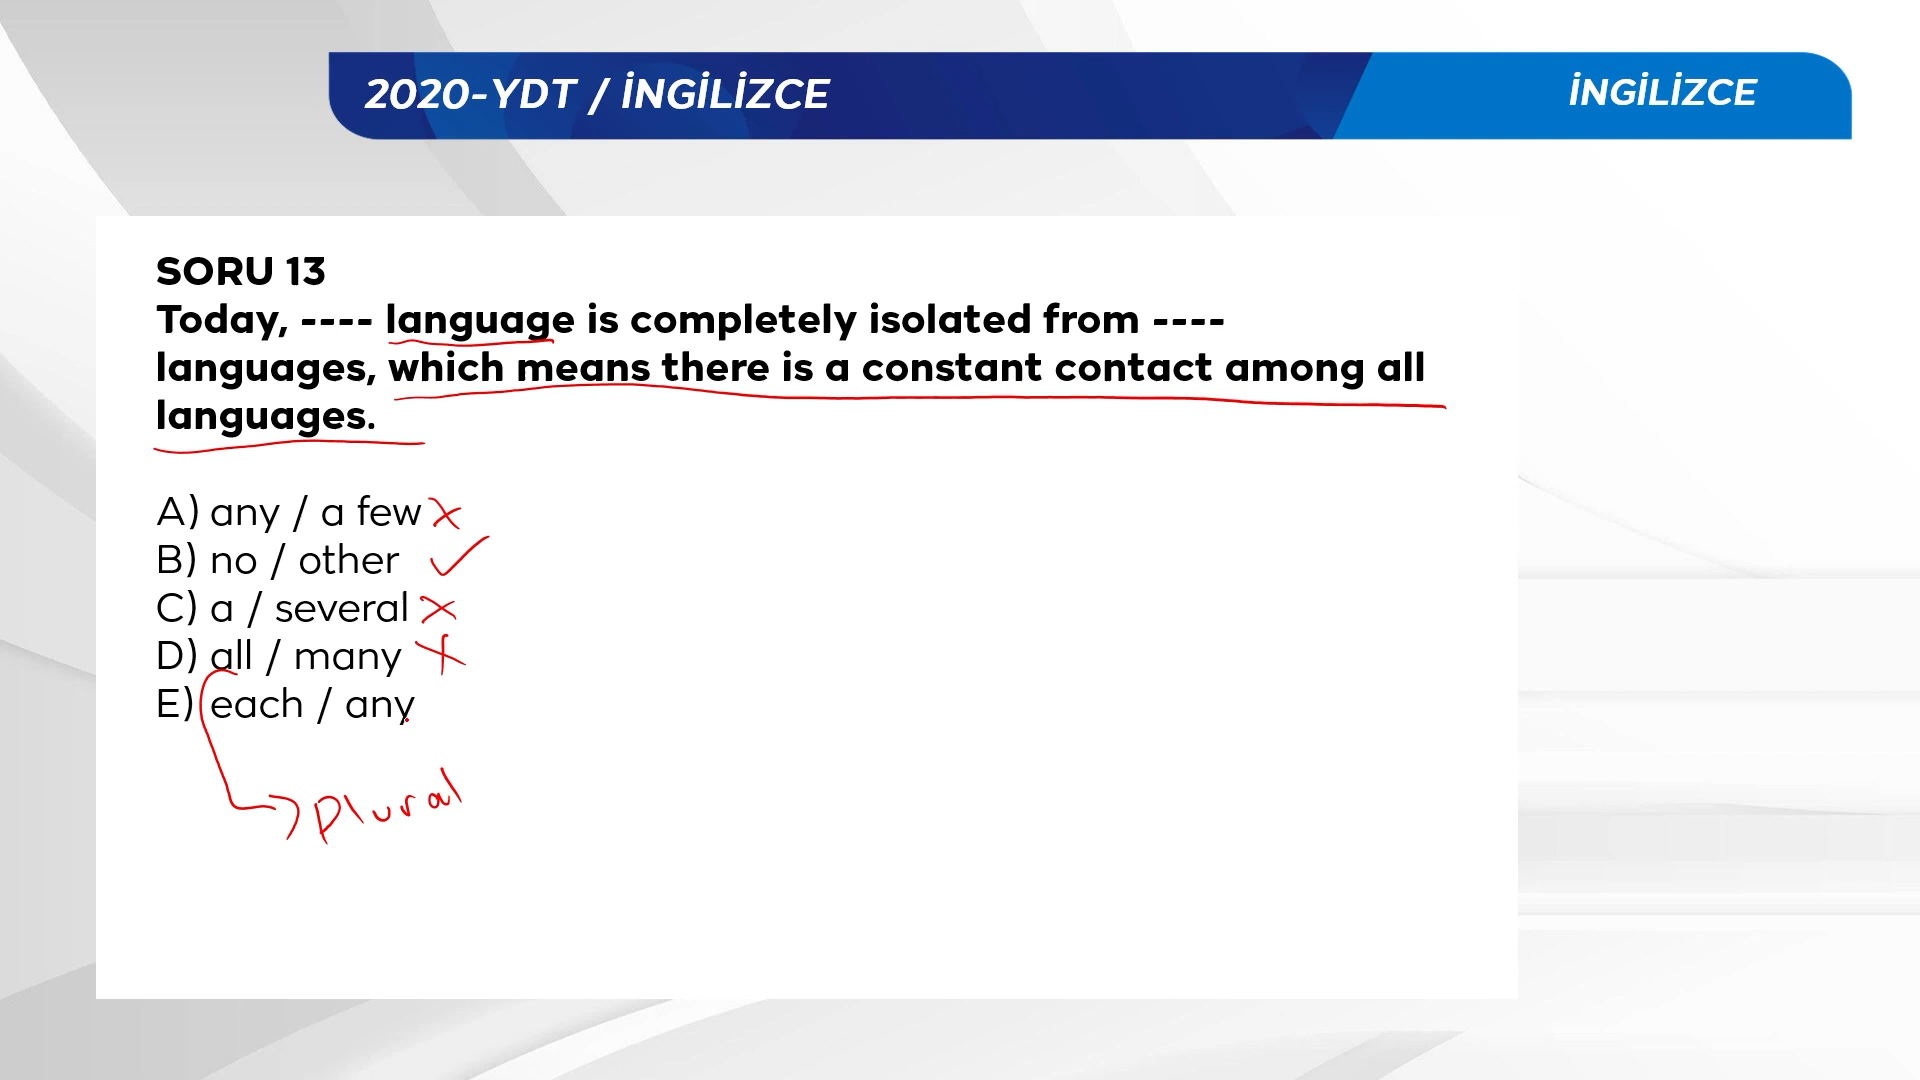 2020-YDT / İNGİLİZCE
İNGİLİZCE
SORU 13
Today, ---- language is completely isolated from ----
languages, which means there is a constant contact among all
languages.
A) any / a few
B) no / other
C) a / several
D) all / many
E) each / any
plural